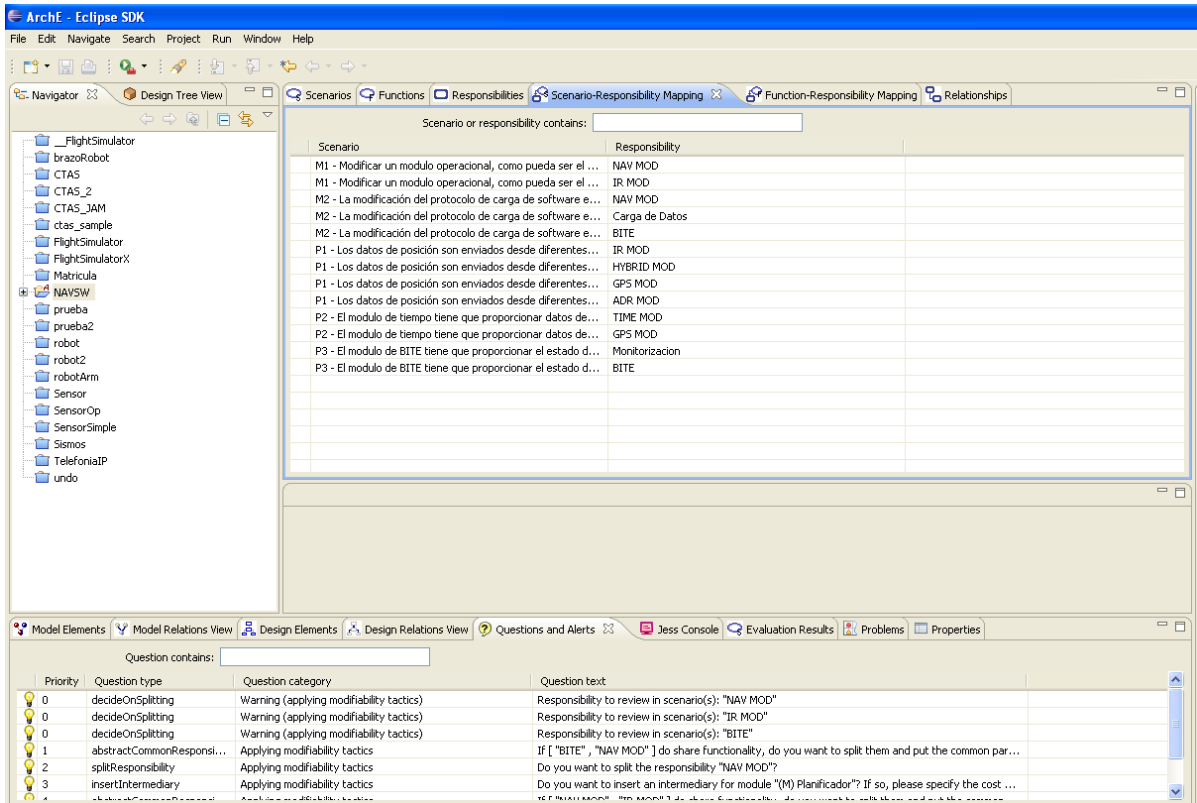 ArchE - Eclipse SDK
File Edit Navigate Search Project Run Window Help
Navigator Design Tree View
__FlightSimulator
brazoRobot
CTAS
CTAS_2
CTAS_JAM
ctas_sample
FlightSimulator
FlightSimulatorX
Matricula
NAVSW
prueba
prueba2
robot
robot2
robotArm
Sensor
SensorOp
SensorSimple
Sismos
TelefoniaIP
undo
Scenarios Functions Responsibilities Scenario-Responsibility Mapping Function-Responsibility Mapping Relationships
Scenario or responsibility contains:
Scenario Responsibility
M1 - Modificar un modulo operacional, como pueda ser el ... NAV MOD
M1 - Modificar un modulo operacional, como pueda ser el ... IR MOD
M2 - La modificación del protocolo de carga de software e... NAV MOD
M2 - La modificación del protocolo de carga de software e... Carga de Datos
M2 - La modificación del protocolo de carga de software e... BITE
P1 - Los datos de posición son enviados desde diferentes... IR MOD
P1 - Los datos de posición son enviados desde diferentes... HYBRID MOD
P1 - Los datos de posición son enviados desde diferentes... GPS MOD
P1 - Los datos de posición son enviados desde diferentes... ADR MOD
P2 - El modulo de tiempo tiene que proporcionar datos de... TIME MOD
P2 - El modulo de tiempo tiene que proporcionar datos de... GPS MOD
P3 - El modulo de BITE tiene que proporcionar el estado d... Monitorizacion
P3 - El modulo de BITE tiene que proporcionar el estado d... BITE
Model Elements Model Relations View Design Elements Design Relations View Questions and Alerts Jess Console Evaluation Results Problems Properties
Question contains:
Priority Question type Question category Question text
0 decideOnSplitting Warning (applying modifiability tactics) Responsibility to review in scenario(s): "NAV MOD"
0 decideOnSplitting Warning (applying modifiability tactics) Responsibility to review in scenario(s): "IR MOD"
0 decideOnSplitting Warning (applying modifiability tactics) Responsibility to review in scenario(s): "BITE"
1 abstractCommonResponsi... Applying modifiability tactics If [ "BITE" , "NAV MOD" ] do share functionality, do you want to split them and put the common par...
2 splitResponsibility Applying modifiability tactics Do you want to split the responsibility "NAV MOD"?
3 insertIntermediary Applying modifiability tactics Do you want to insert an intermediary for module "(M) Planificador"? If so, please specify the cost ...